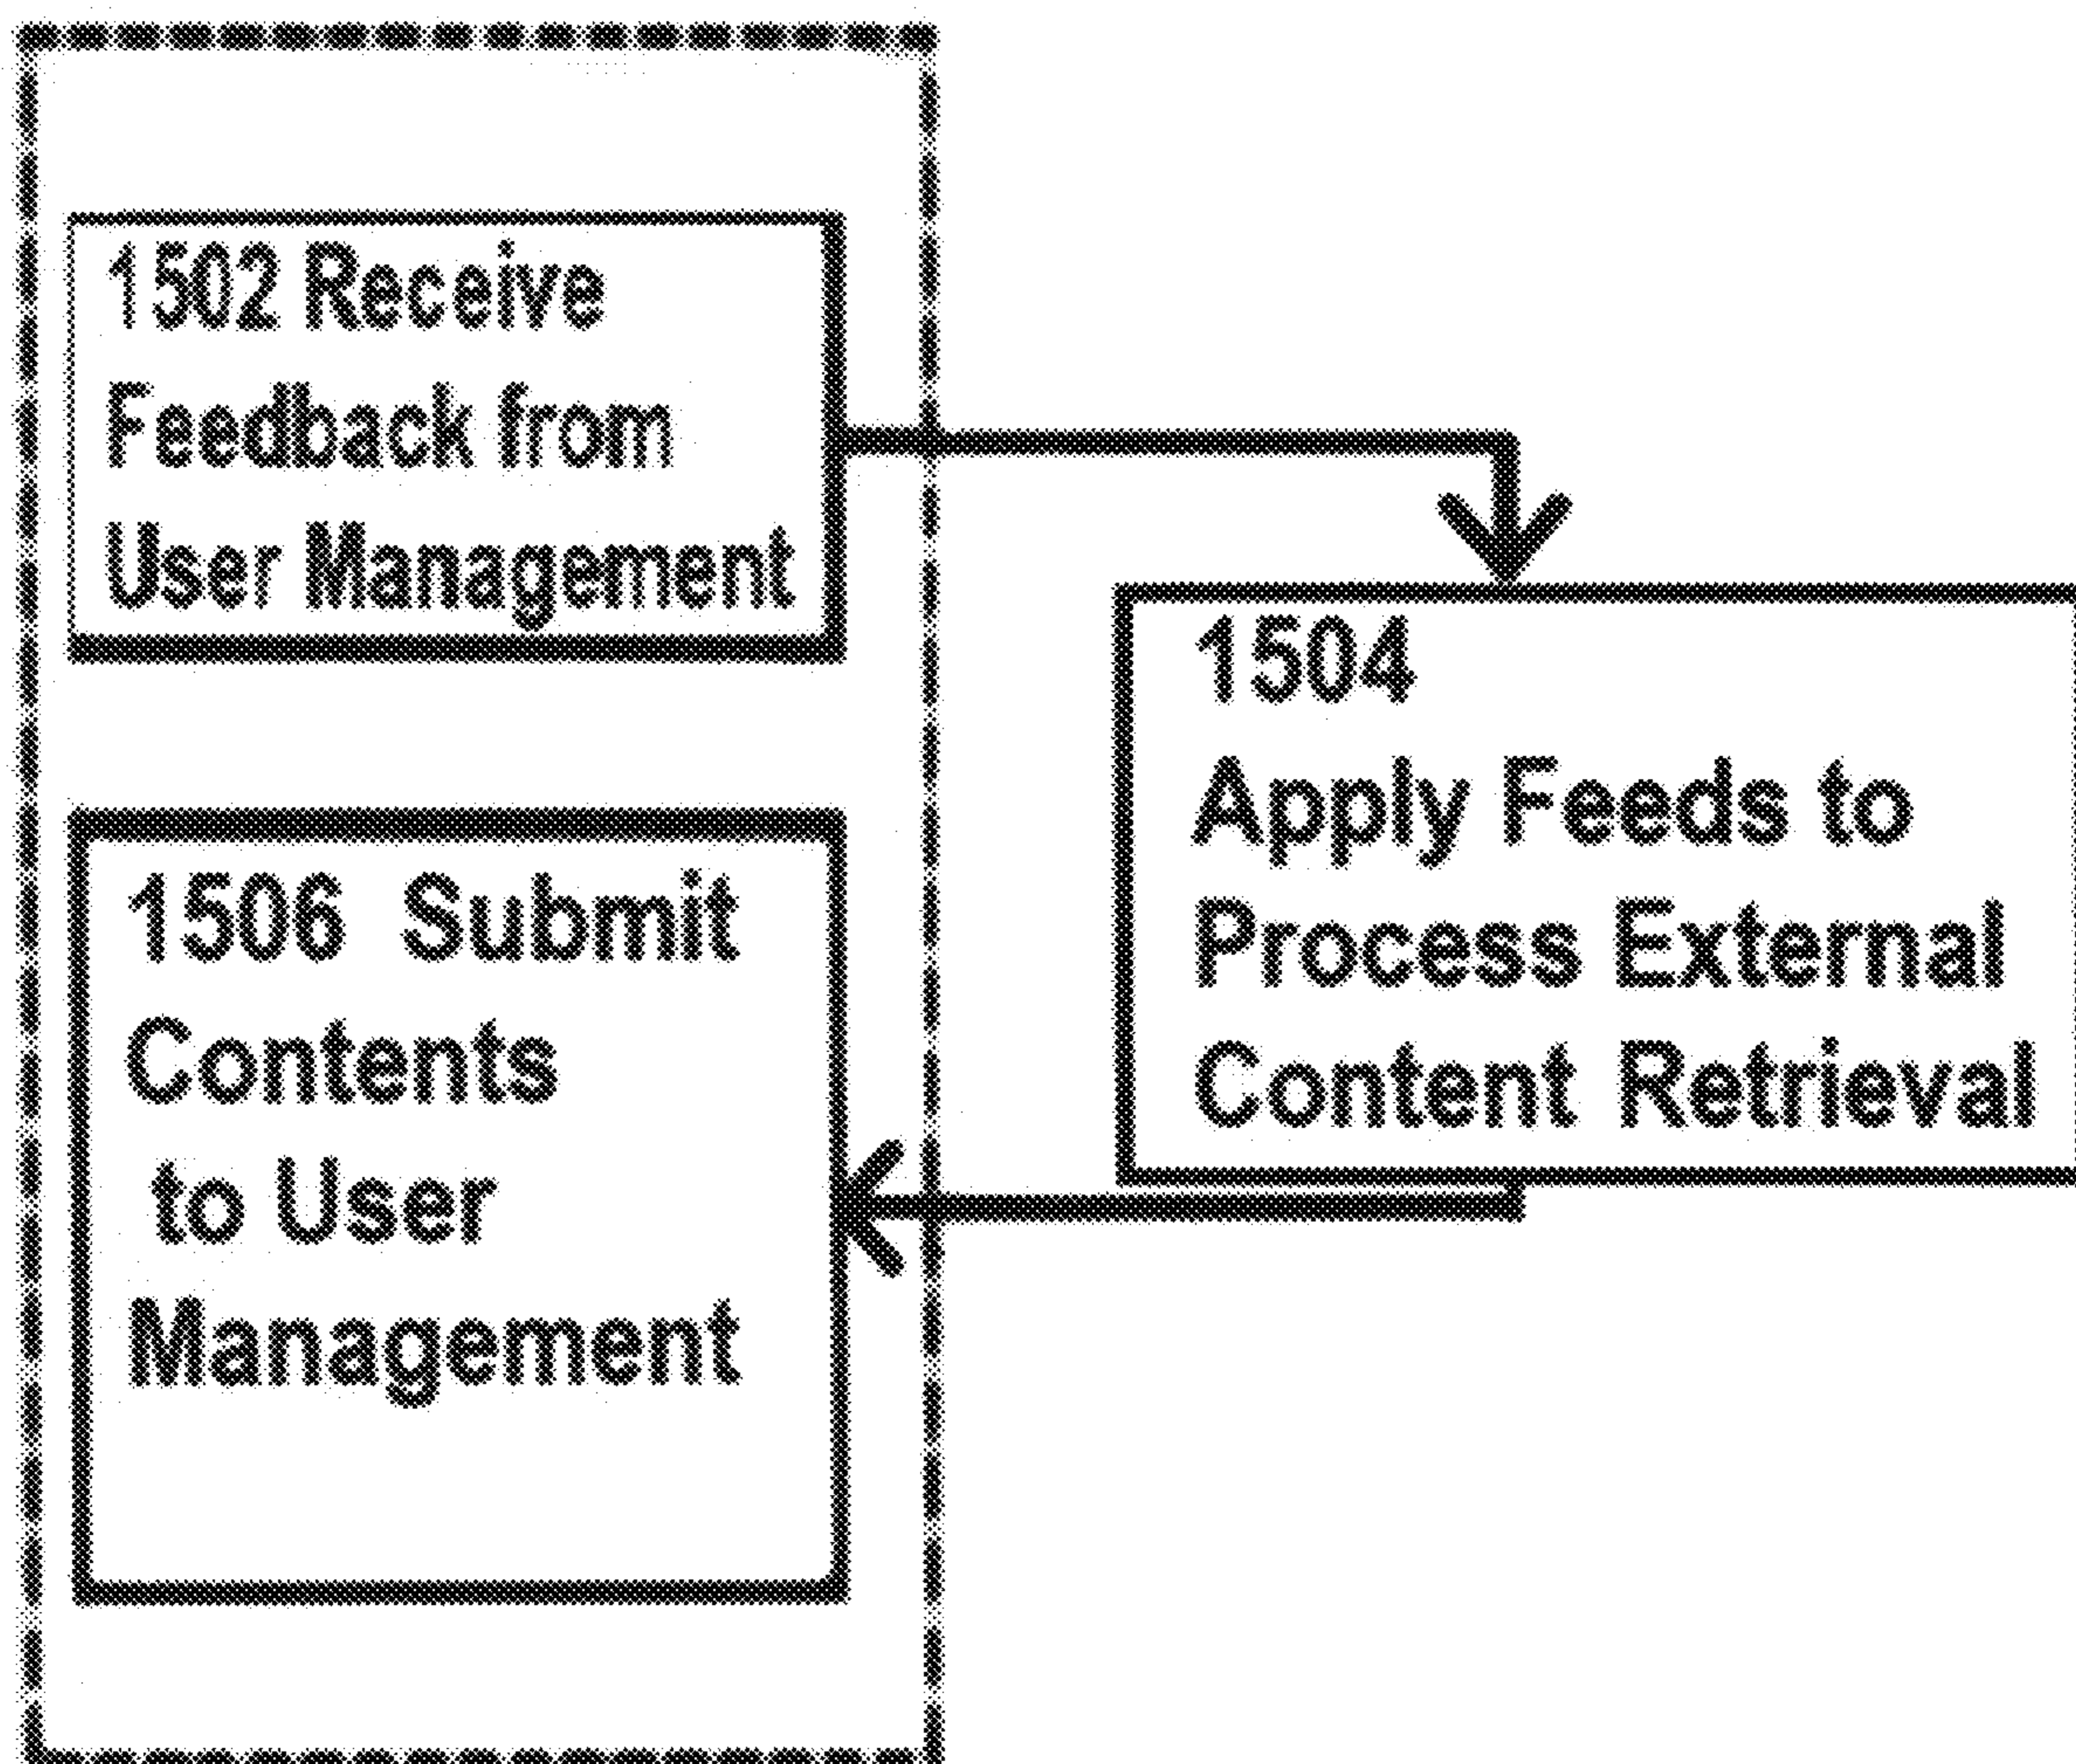 1502 Receive
Feedback from
User Management
1504
Apply Feeds to
Process External
Content Retrieval
1506 Submit
Contents
to User
Management